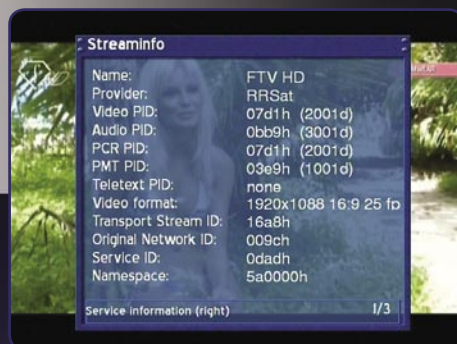 Streaminfo
Name: FTV HD
Provider: RRSat
Video PID: 07d1h (2001d)
Audio PID: 0bb9h (3001d)
PCR PID: 07d1h (2001d)
PMT PID: 03e9h (1001d)
Teletext PID: none
Video format: 1920x1088 16:9 25 fp
Transport Stream ID: 16a8h
Original Network ID: 009ch
Service ID: 0dadh
Namespace: 5a0000h
Service information (right) 1/3